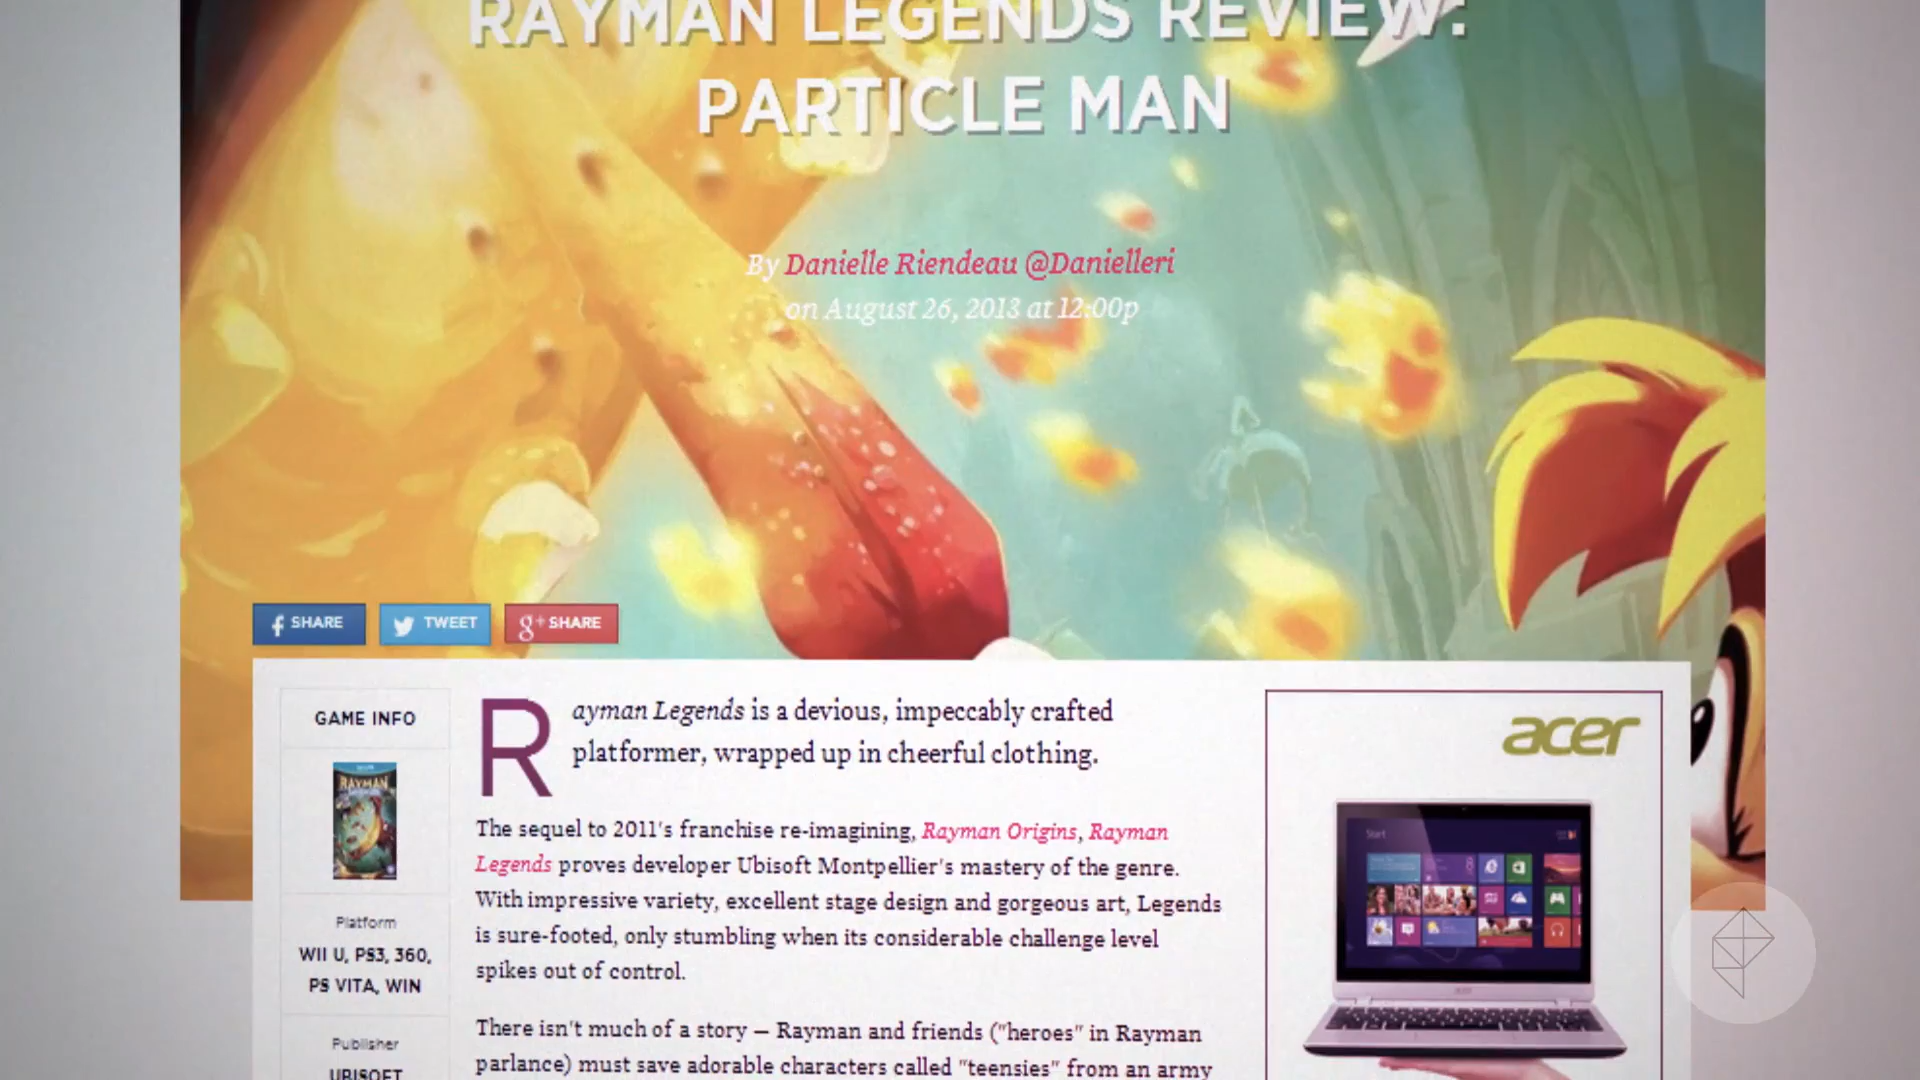 RAYMAN LEGENDS REVIEW:
PARTICLE MAN
By Danielle Riendeau @Danielleri
on August 26, 2013 at 12:00p
SHARE
TWEET
g+ SHARE
GAME INFO
RAYMAN
Platform
WII U, PS3, 360,
PS VITA, WIN
Publisher
UBISOFT
Rayman Legends is a devious, impeccably crafted
platformer, wrapped up in cheerful clothing.
The sequel to 2011's franchise re-imagining, Rayman Origins, Rayman
Legends proves developer Ubisoft Montpellier's mastery of the genre.
With impressive variety, excellent stage design and gorgeous art, Legends
is sure-footed, only stumbling when its considerable challenge level
spikes out of control.
There isn't much of a story — Rayman and friends ("heroes" in Rayman
parlance) must save adorable characters called "teensies" from an army
acer
Start
acer